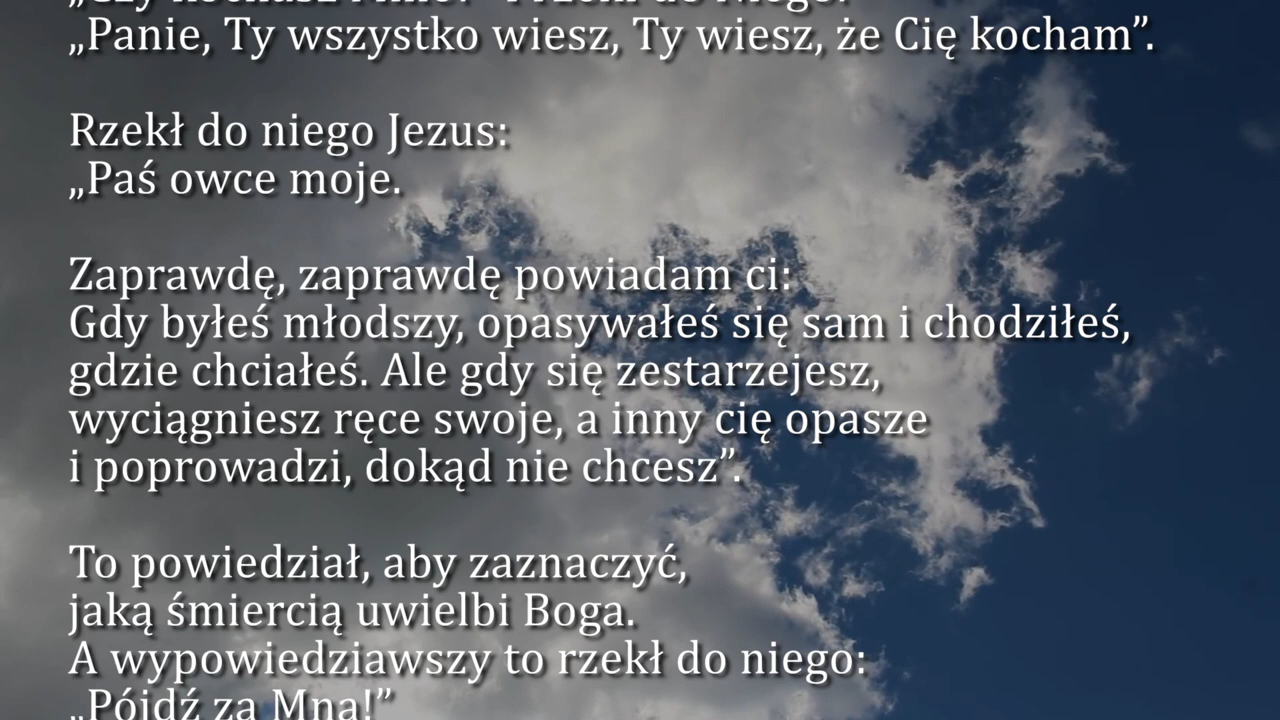 „Panie, Ty wszystko wiesz, Ty wiesz, że Cię kocham”.
Rzekł do niego Jezus:
„Paś owce moje.
Zaprawdę, zaprawdę powiadam ci:
Gdy byłeś młodszy, opasywałeś się sam i chodziłeś,
gdzie chciałeś. Ale gdy się zestarzejesz,
wyciągniesz ręce swoje, a inny cię opasze
i poprowadzi, dokąd nie chcesz”.
To powiedział, aby zaznaczyć,
jaką śmiercią uwielbi Boga.
A wypowiedziawszy to rzekł do niego:
„Pójdź za Mną!”